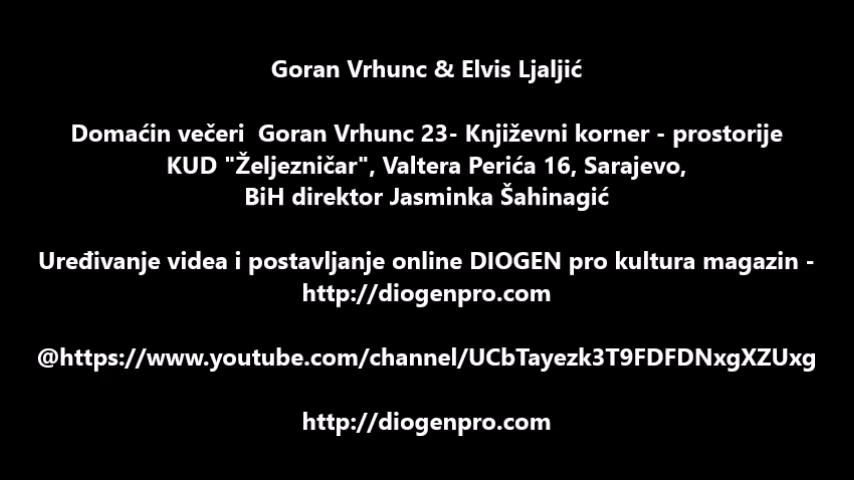 Goran Vrhunc & Elvis Ljaljić
Domaćin večeri  Goran Vrhunc 23- Književni korner - prostorije
KUD "Željezničar", Valtera Perića 16, Sarajevo,
BiH direktor Jasminka Šahinagić
Uređivanje videa i postavljanje online DIOGEN pro kultura magazin -
http://diogenpro.com
@https://www.youtube.com/channel/UCbTayezk3T9FDFDNxgXZUxg
http://diogenpro.com